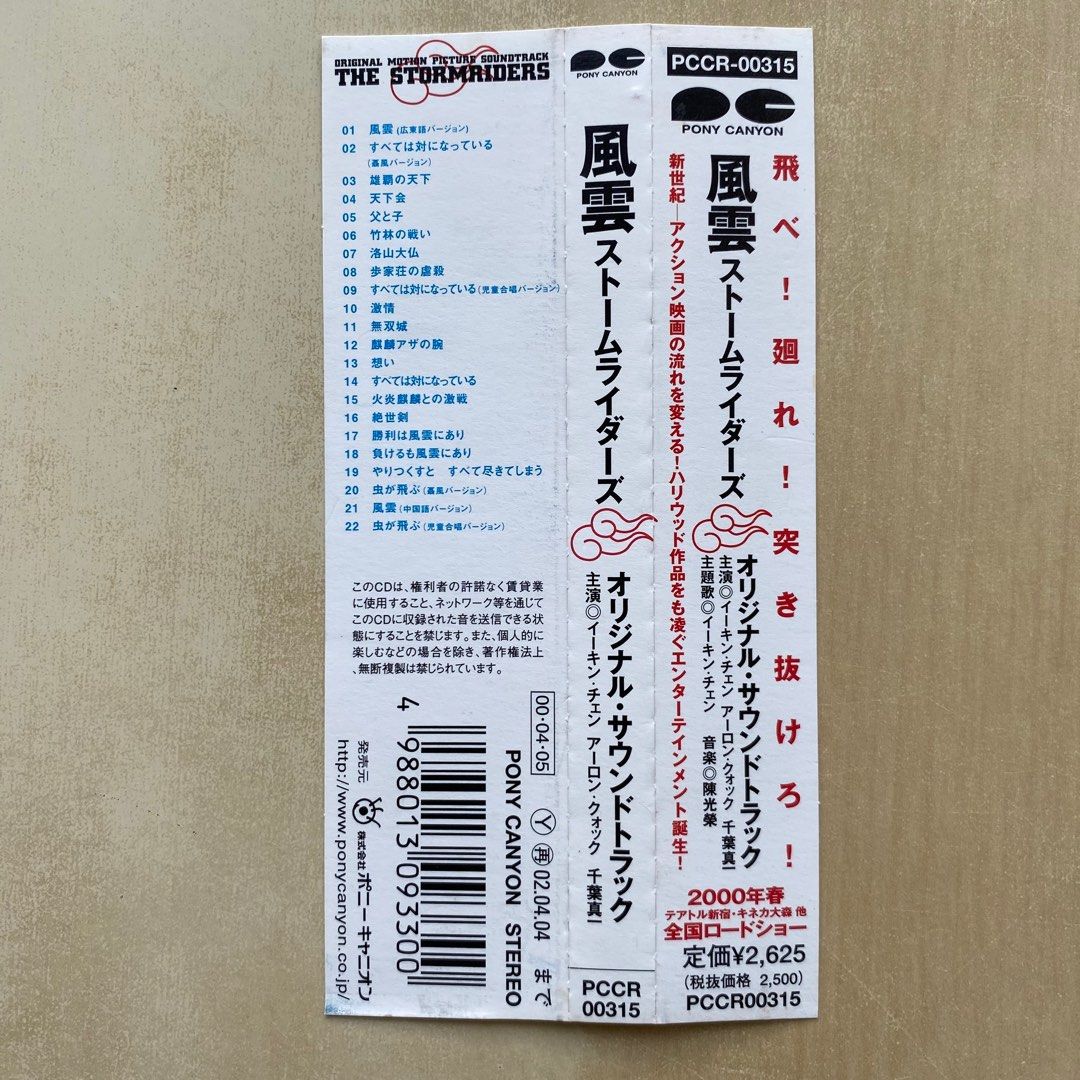 ORIGINAL MOTION PICTURE SOUNDTRACK
THE STORMRIDERS
01 風雲(広東語バージョン)
02 すべては対になっている
(聶風バージョン)
03 雄覇の天下
04 天下会
05 父と子
06 竹林の戦い
07 洛山大仏
08 歩家荘の虐殺
09 すべては対になっている(児童合唱バージョン)
10 激情
11 無双城
12 麒麟アザの腕
13 想い
14 すべては対になっている
15 火炎麒麟との激戦
16 絶世剣
17 勝利は風雲にあり
18 負けるも風雲にあり
19 やりつくすと すべて尽きてしまう
20 虫が飛ぶ(聶風バージョン)
21 風雲(中国語バージョン)
22 虫が飛ぶ(児童合唱バージョン)
このCDは、権利者の許諾なく賃貸業
に使用すること、ネットワーク等を通じて
このCDに収録された音を送信できる状
態にすることを禁じます。また、個人的に
楽しむなどの場合を除き、著作権法上、
無断複製は禁じられています。
00・04・05
Ⓨ 再 02.04.04 まで
PONY CANYON STEREO
4 988013 093300
発売元 株式会社 ポニーキャニオン
http://www.ponycanyon.co.jp/
PONY CANYON
風雲 ストームライダーズ
オリジナル・サウンドトラック
主演◎イーキン・チェン アーロン・クォック 千葉真一
PCCR
00315
PCCR-00315
PONY CANYON
飛べ!廻れ!突き抜けろ!
風雲 ストームライダーズ
オリジナル・サウンドトラック
主演◎イーキン・チェン アーロン・クォック 千葉真一
主題歌◎イーキン・チェン 音楽◎陳光榮
新世紀―アクション映画の流れを変える!ハリウッド作品をも凌ぐエンターテインメント誕生!
2000年春
テアトル新宿・キネカ大森 他
全国ロードショー
定価¥2,625
(税抜価格 2,500)
PCCR00315